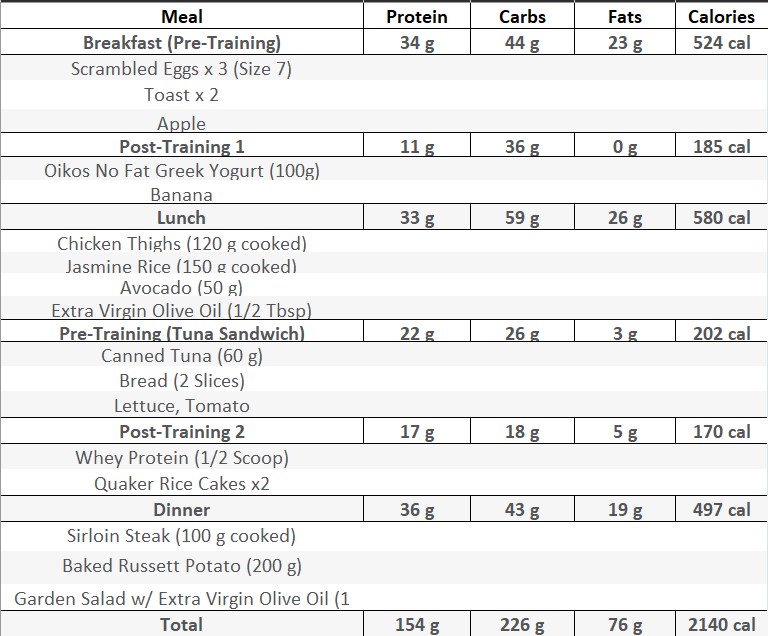 Meal Protein Carbs Fats Calories
Breakfast (Pre-Training) 34 g 44 g 23 g 524 cal
Scrambled Eggs x 3 (Size 7)
Toast x 2
Apple
Post-Training 1 11 g 36 g 0 g 185 cal
Oikos No Fat Greek Yogurt (100g)
Banana
Lunch 33 g 59 g 26 g 580 cal
Chicken Thighs (120 g cooked)
Jasmine Rice (150 g cooked)
Avocado (50 g)
Extra Virgin Olive Oil (1/2 Tbsp)
Pre-Training (Tuna Sandwich) 22 g 26 g 3 g 202 cal
Canned Tuna (60 g)
Bread (2 Slices)
Lettuce, Tomato
Post-Training 2 17 g 18 g 5 g 170 cal
Whey Protein (1/2 Scoop)
Quaker Rice Cakes x2
Dinner 36 g 43 g 19 g 497 cal
Sirloin Steak (100 g cooked)
Baked Russett Potato (200 g)
Garden Salad w/ Extra Virgin Olive Oil (1
Total 154 g 226 g 76 g 2140 cal